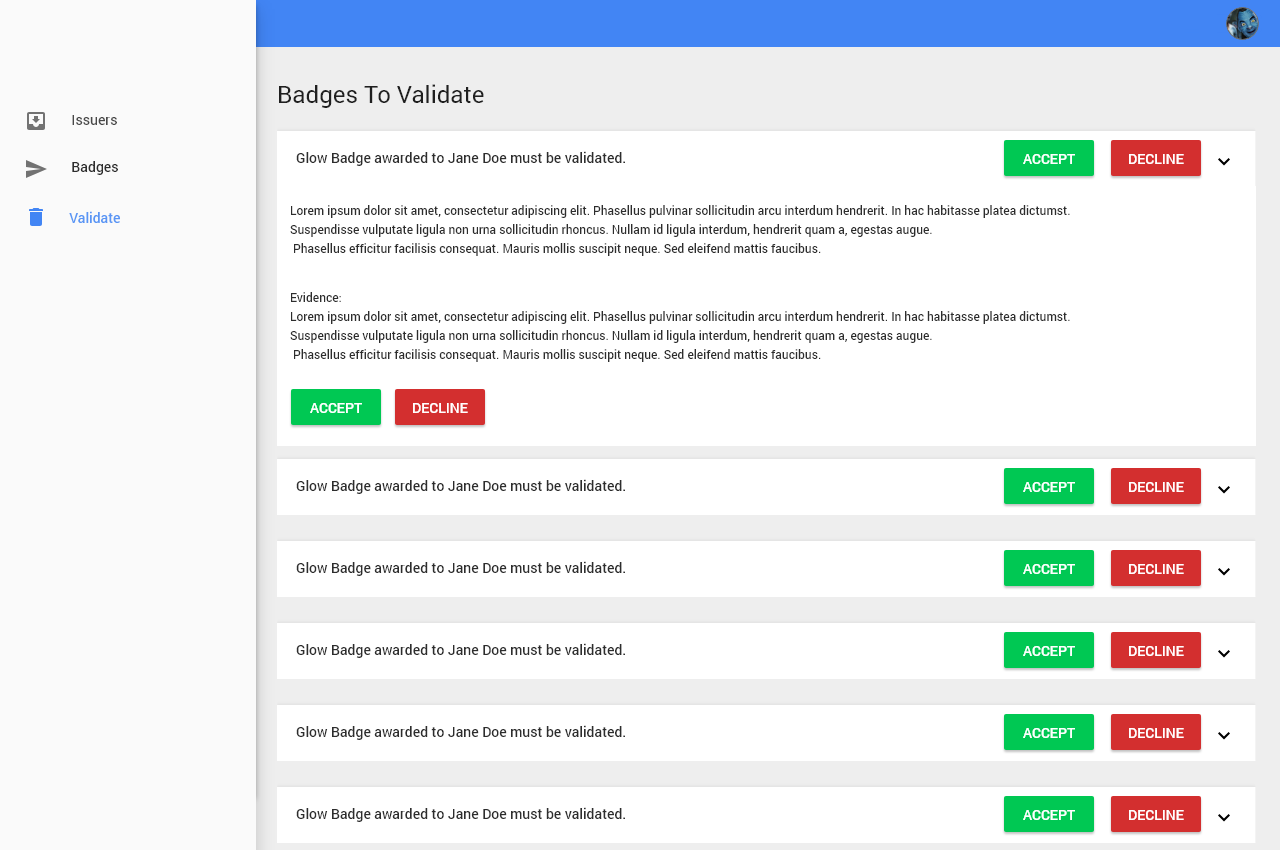 Issuers
Badges
Validate
Badges To Validate
Glow Badge awarded to Jane Doe must be validated. ACCEPT DECLINE
Lorem ipsum dolor sit amet, consectetur adipiscing elit. Phasellus pulvinar sollicitudin arcu interdum hendrerit. In hac habitasse platea dictumst.
Suspendisse vulputate ligula non urna sollicitudin rhoncus. Nullam id ligula interdum, hendrerit quam a, egestas augue.
Phasellus efficitur facilisis consequat. Mauris mollis suscipit neque. Sed eleifend mattis faucibus.
Evidence:
Lorem ipsum dolor sit amet, consectetur adipiscing elit. Phasellus pulvinar sollicitudin arcu interdum hendrerit. In hac habitasse platea dictumst.
Suspendisse vulputate ligula non urna sollicitudin rhoncus. Nullam id ligula interdum, hendrerit quam a, egestas augue.
Phasellus efficitur facilisis consequat. Mauris mollis suscipit neque. Sed eleifend mattis faucibus.
ACCEPT DECLINE
Glow Badge awarded to Jane Doe must be validated. ACCEPT DECLINE
Glow Badge awarded to Jane Doe must be validated. ACCEPT DECLINE
Glow Badge awarded to Jane Doe must be validated. ACCEPT DECLINE
Glow Badge awarded to Jane Doe must be validated. ACCEPT DECLINE
Glow Badge awarded to Jane Doe must be validated. ACCEPT DECLINE